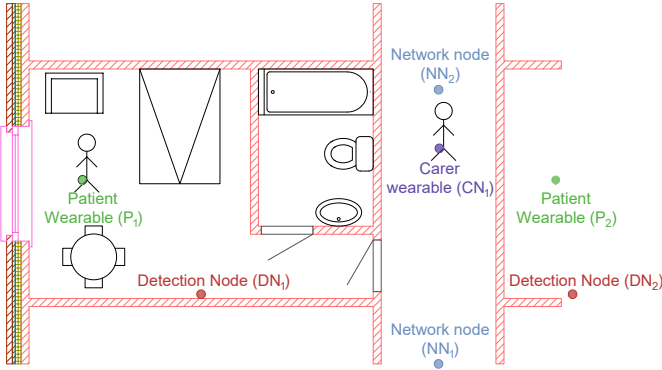 Network node
(NN₂)
Carer
wearable (CN₁)
Patient
Wearable (P₁)
Patient
Wearable (P₂)
Detection Node (DN₁)
Detection Node (DN₂)
Network node
(NN₁)